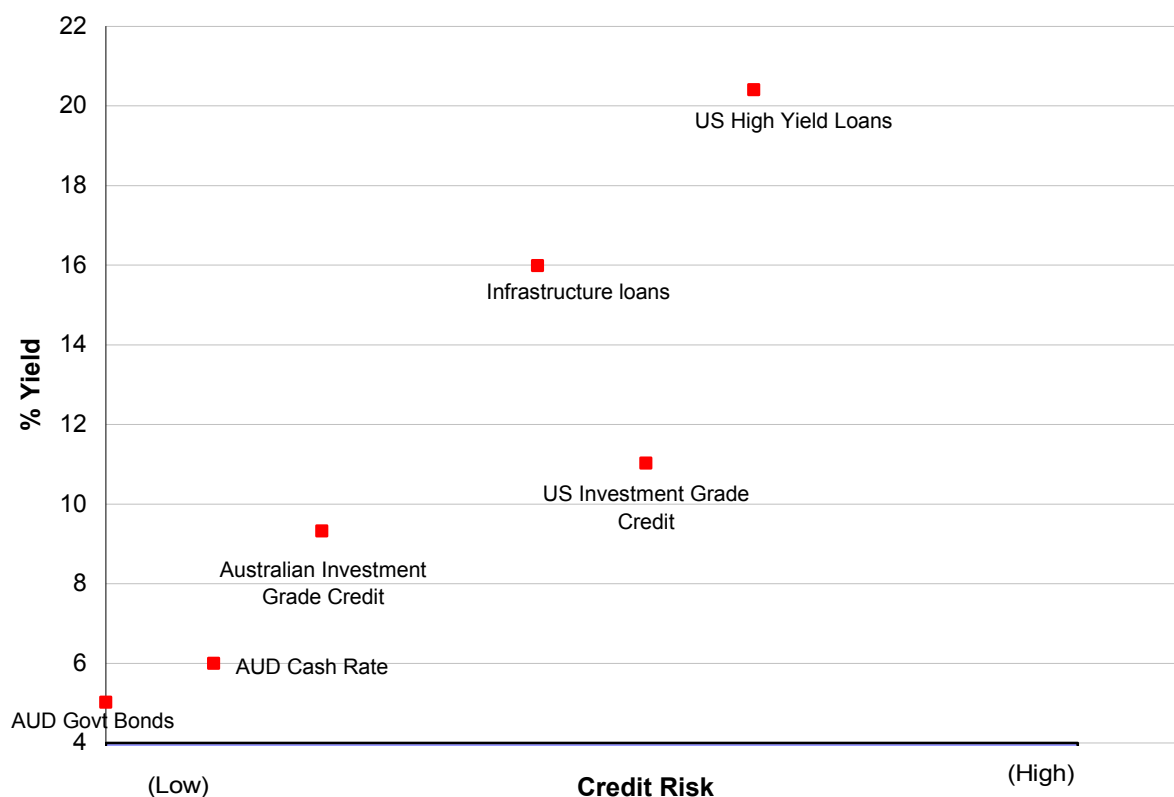 22
20
US High Yield Loans
18
16
Infrastructure loans
14
% Yield
12
10
US Investment Grade
Credit
8
Australian Investment
Grade Credit
6
AUD Cash Rate
AUD Govt Bonds
4
(Low)
Credit Risk
(High)